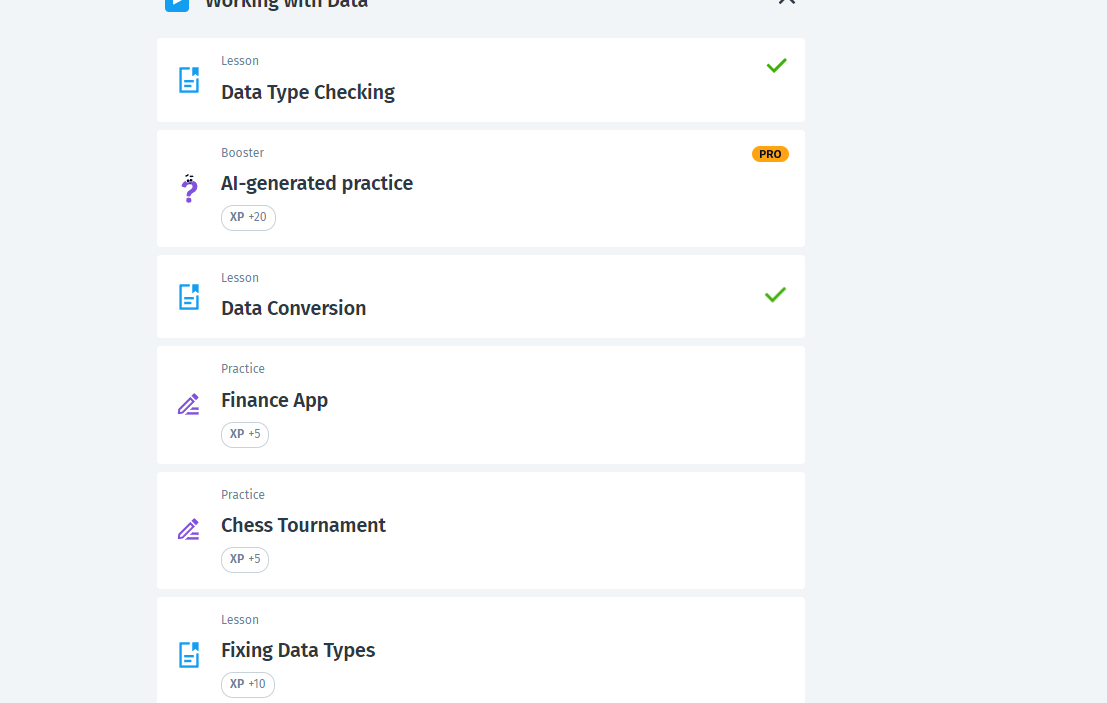 Working with Data
Lesson
Data Type Checking
Booster
PRO
AI-generated practice
XP +20
Lesson
Data Conversion
Practice
Finance App
XP +5
Practice
Chess Tournament
XP +5
Lesson
Fixing Data Types
XP +10